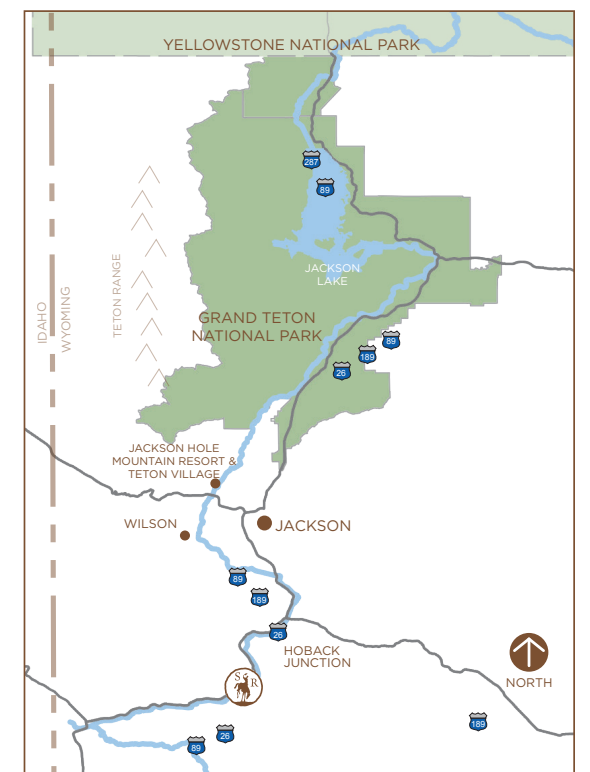 YELLOWSTONE NATIONAL PARK
287
89
JACKSON
LAKE
IDAHO
WYOMING
TETON RANGE
GRAND TETON
NATIONAL PARK
89
189
26
JACKSON HOLE
MOUNTAIN RESORT &
TETON VILLAGE
WILSON
JACKSON
89
189
26
HOBACK
JUNCTION
NORTH
S R
189
26
89